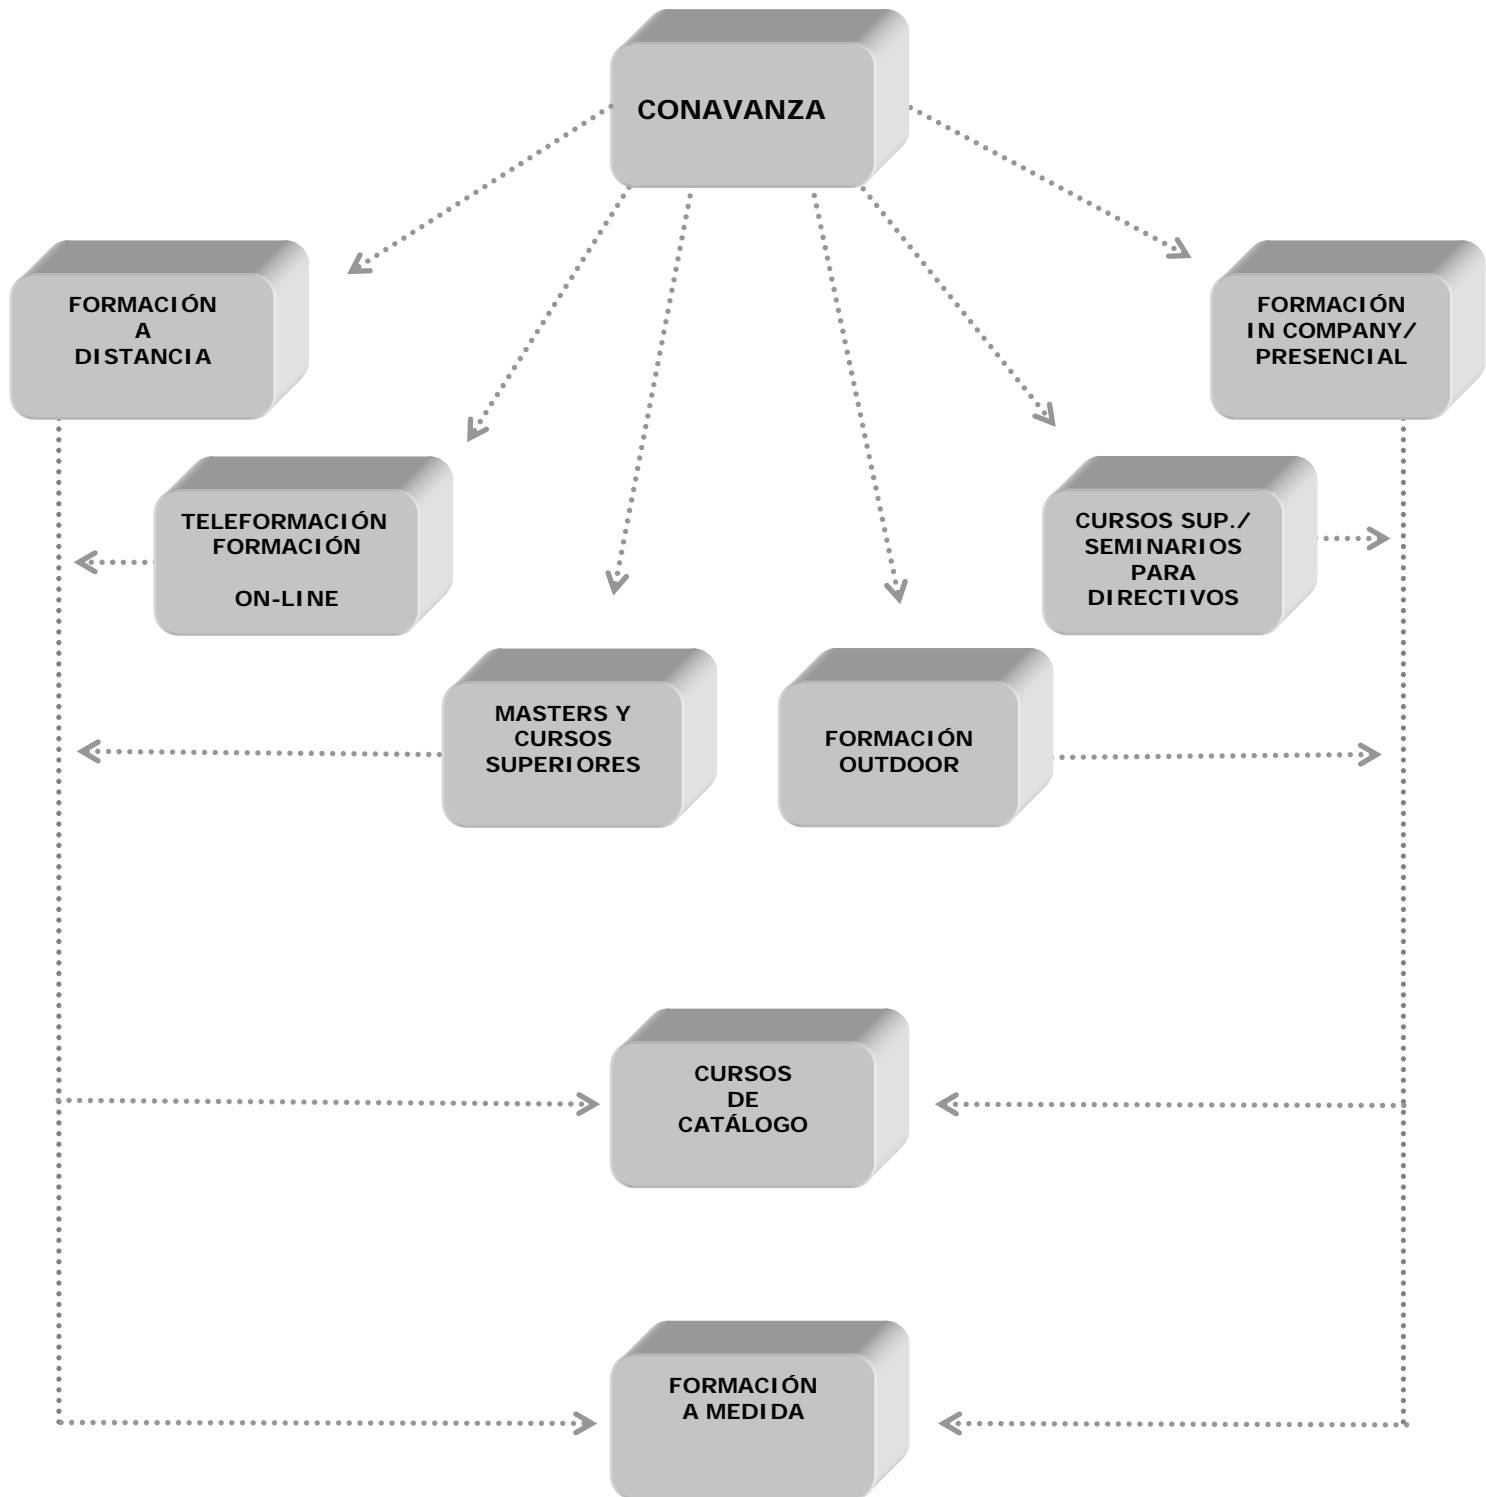 CONAVANZA
FORMACIÓN
A
DISTANCIA
FORMACIÓN
IN COMPANY/
PRESENCIAL
TELEFORMACIÓN
FORMACIÓN
ON-LINE
CURSOS SUP./
SEMINARIOS
PARA
DIRECTIVOS
MASTERS Y
CURSOS
SUPERIORES
FORMACIÓN
OUTDOOR
CURSOS
DE
CATÁLOGO
FORMACIÓN
A MEDIDA